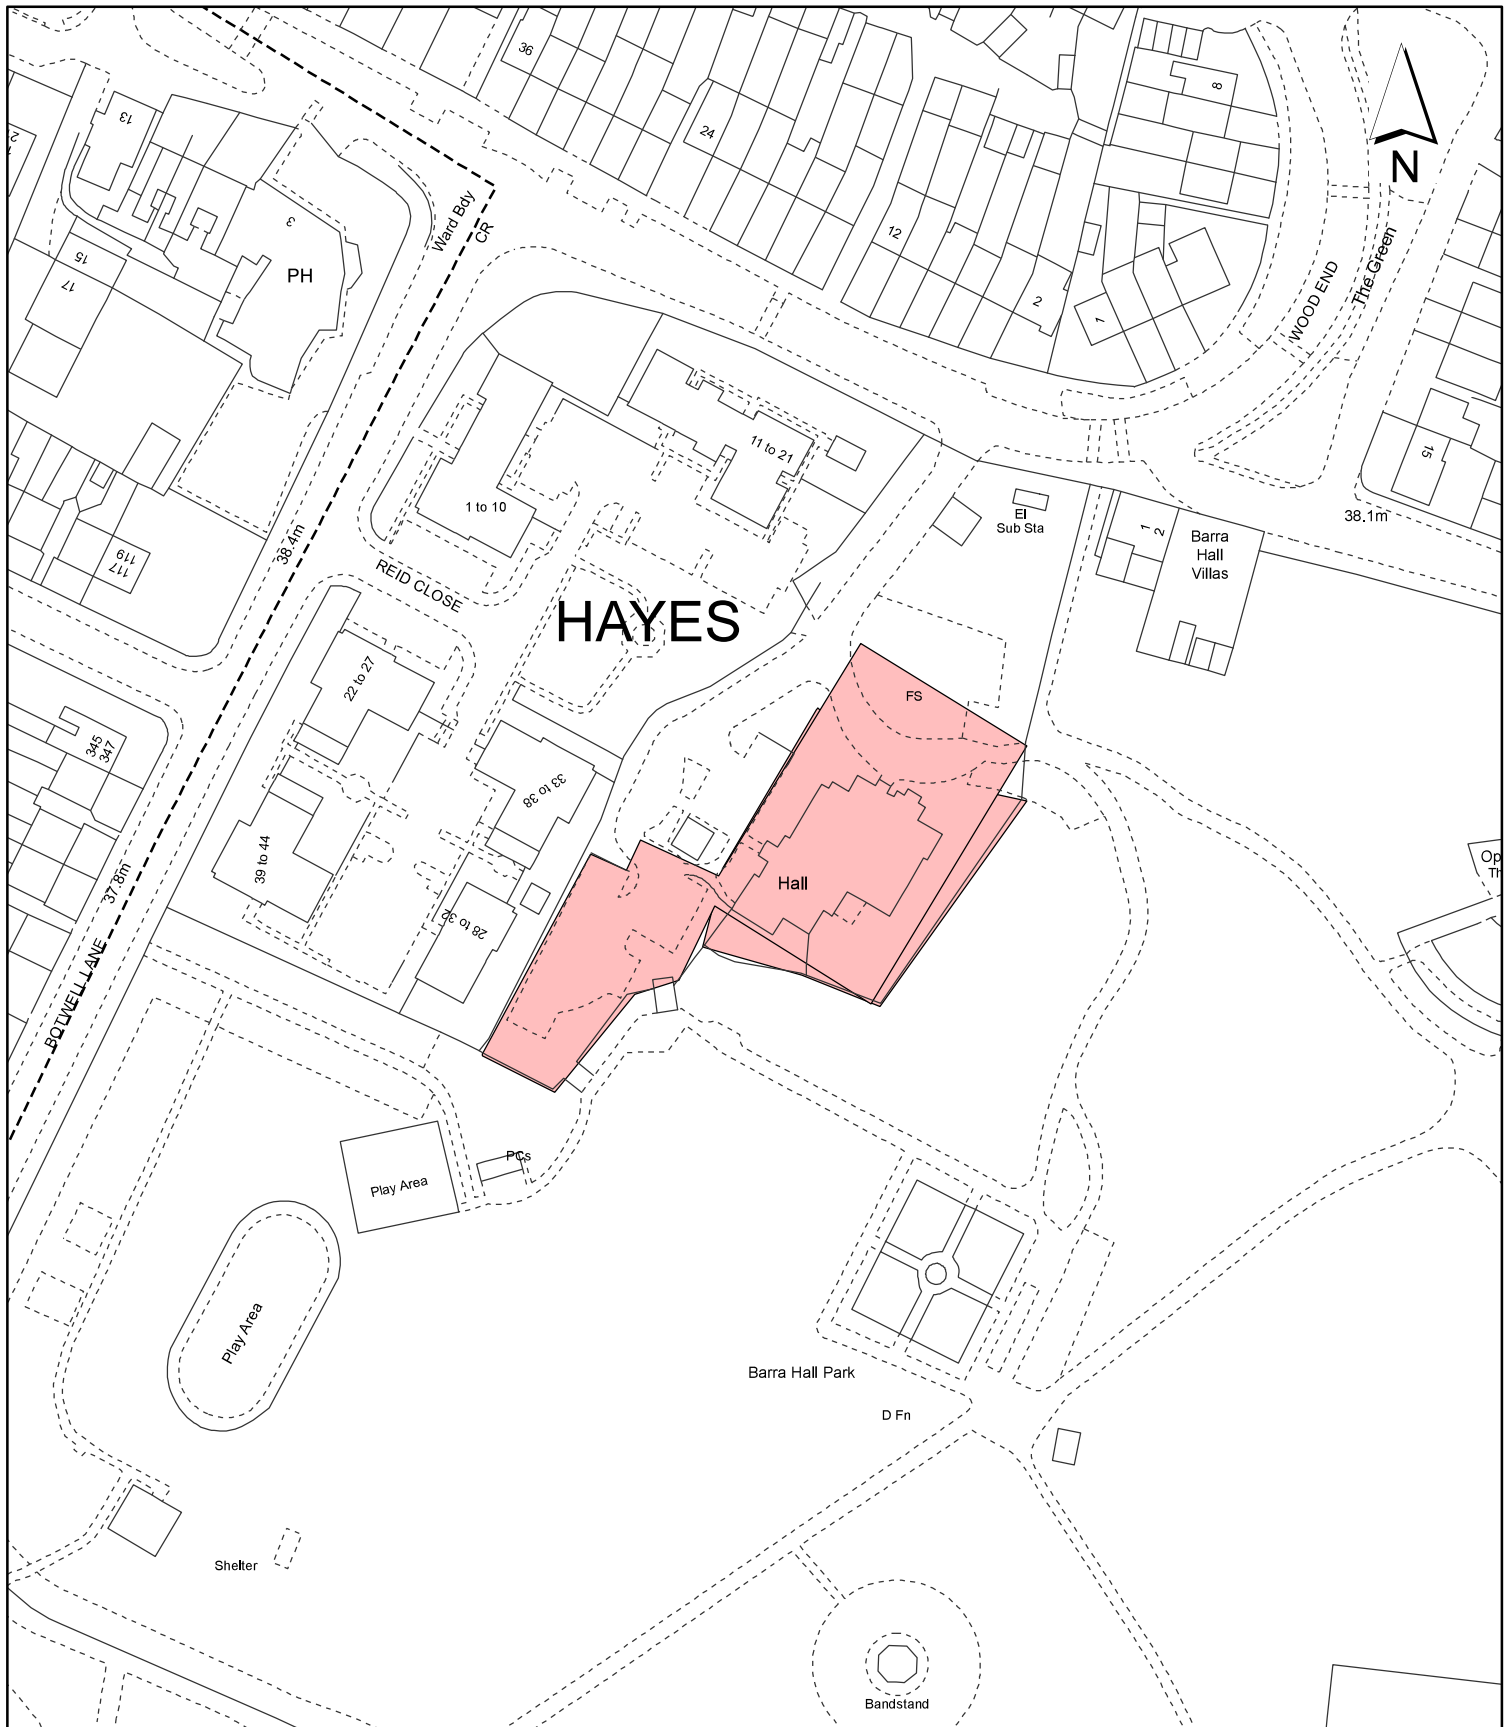 36
8
13
24
N
3
12
Ward Bdy
CR
PH
15
17
The Green
WOOD END
2
1
11 to 21
15
1 to 10
El
Sub Sta
38.1m
1
2
Barra
Hall
Villas
38.4m
119
117
REID CLOSE
HAYES
22 to 27
FS
345
347
33 to 38
39 to 44
37.8m
Hall
28 to 32
BOTWELL LANE
PCs
Play Area
Play Area
Barra Hall Park
D Fn
Shelter
Bandstand